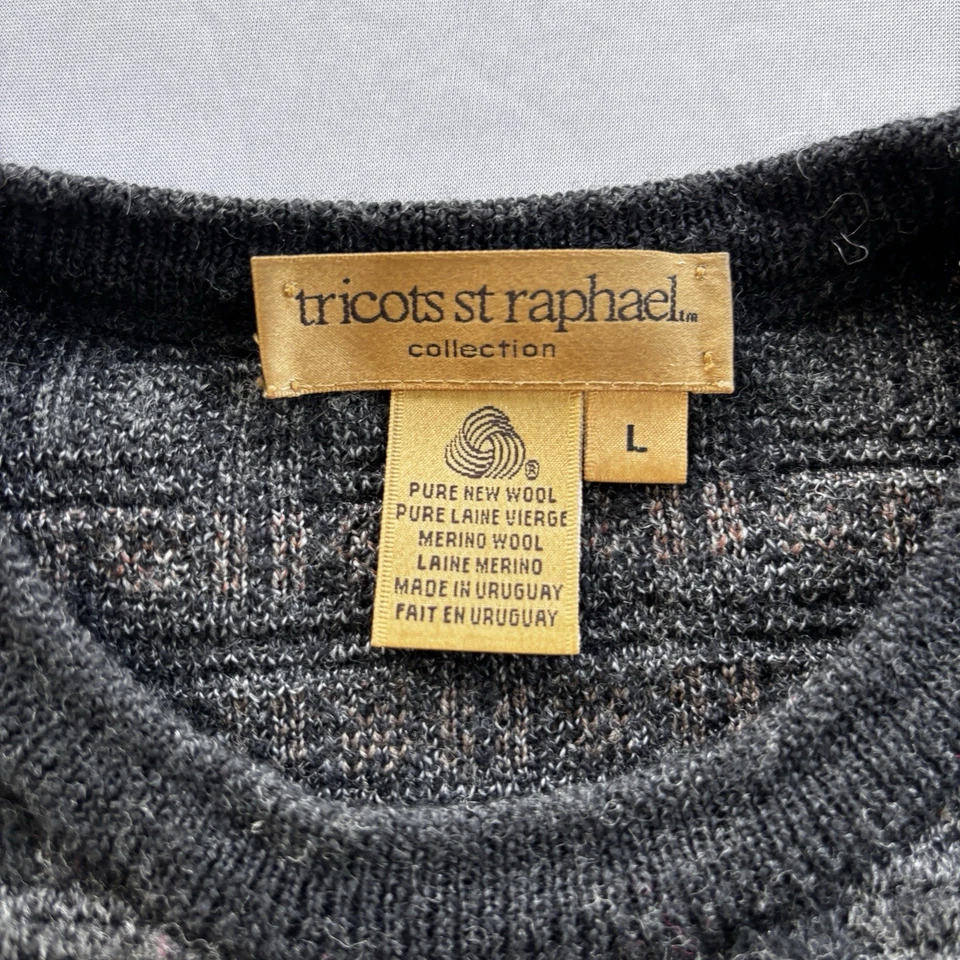 tricots st raphael™
collection
L
®
PURE NEW WOOL
PURE LAINE VIERGE
MERINO WOOL
LAINE MERINO
MADE IN URUGUAY
FAIT EN URUGUAY